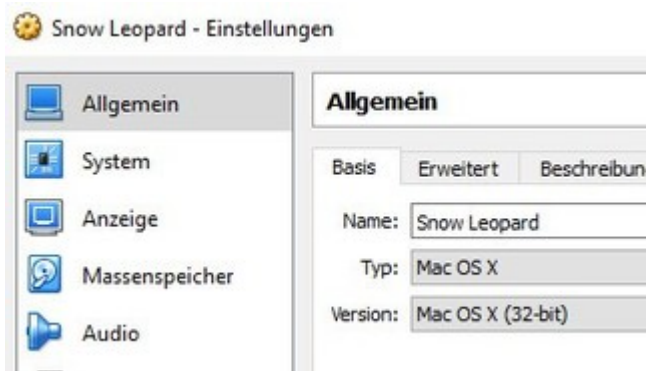 Snow Leopard - Einstellungen
Allgemein
System
Anzeige
Massenspeicher
Audio
Allgemein
Basis Erweitert
Name: Snow Leopard
Typ: Mac OS X
Version: Mac OS X (32-bit)